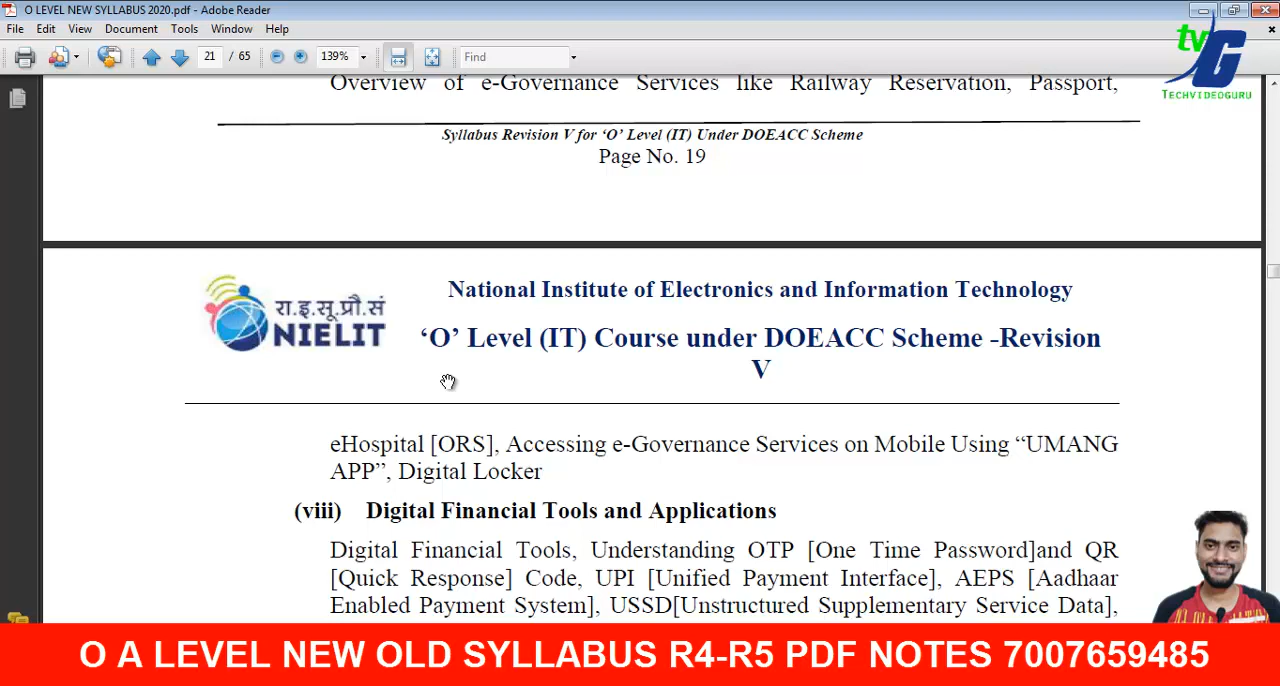 O LEVEL NEW SYLLABUS 2020.pdf - Adobe Reader
File Edit View Document Tools Window Help
21 / 65 139% Find
tvG
TECHVIDEOGURU
Overview of e-Governance Services like Railway Reservation, Passport,
Syllabus Revision V for ‘O’ Level (IT) Under DOEACC Scheme
Page No. 19
रा.इ.सू.प्रौ.सं
NIELIT
National Institute of Electronics and Information Technology
‘O’ Level (IT) Course under DOEACC Scheme -Revision
V
eHospital [ORS], Accessing e-Governance Services on Mobile Using “UMANG
APP”, Digital Locker
(viii) Digital Financial Tools and Applications
Digital Financial Tools, Understanding OTP [One Time Password]and QR
[Quick Response] Code, UPI [Unified Payment Interface], AEPS [Aadhaar
Enabled Payment System], USSD[Unstructured Supplementary Service Data],
O A LEVEL NEW OLD SYLLABUS R4-R5 PDF NOTES 7007659485